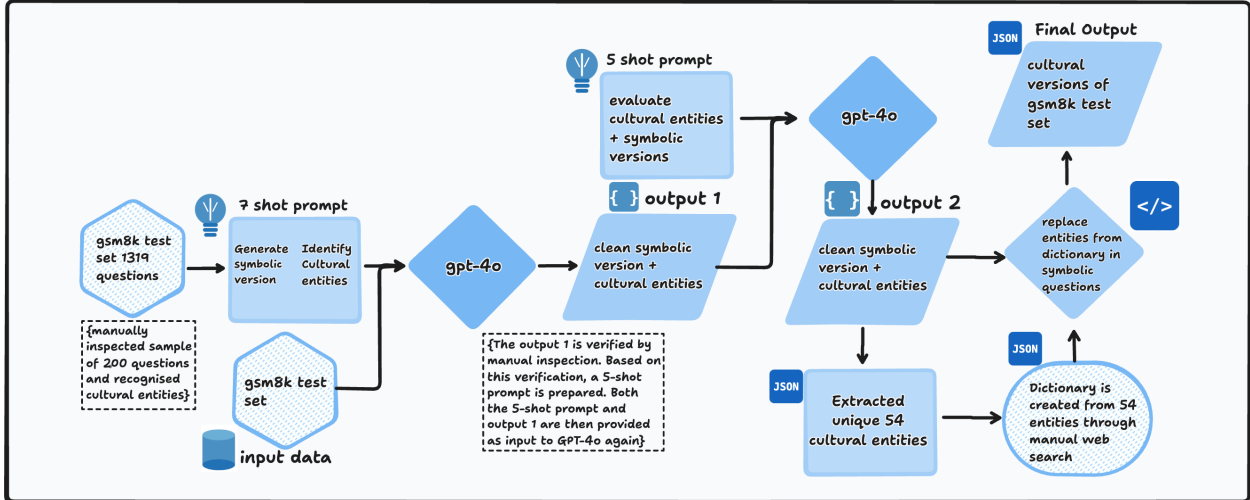 gsm8k test
set 1319
questions
{manually
inspected sample
of 200 questions
and recognised
cultural entities}
7 shot prompt
Generate
symbolic
version
Identify
Cultural
entities
gsm8k test
set
input data
gpt-4o
{ } output 1
clean symbolic
version +
cultural entities
{The output 1 is verified by
manual inspection. Based on
this verification, a 5-shot
prompt is prepared. Both
the 5-shot prompt and
output 1 are then provided
as input to GPT-4o again}
5 shot prompt
evaluate
cultural entities
+ symbolic
versions
gpt-4o
{ } output 2
clean symbolic
version +
cultural entities
JSON
Extracted
unique 54
cultural entities
JSON
Dictionary is
created from 54
entities through
manual web
search
</>
replace
entities from
dictionary in
symbolic
questions
JSON
Final Output
cultural
versions of
gsm8k test
set